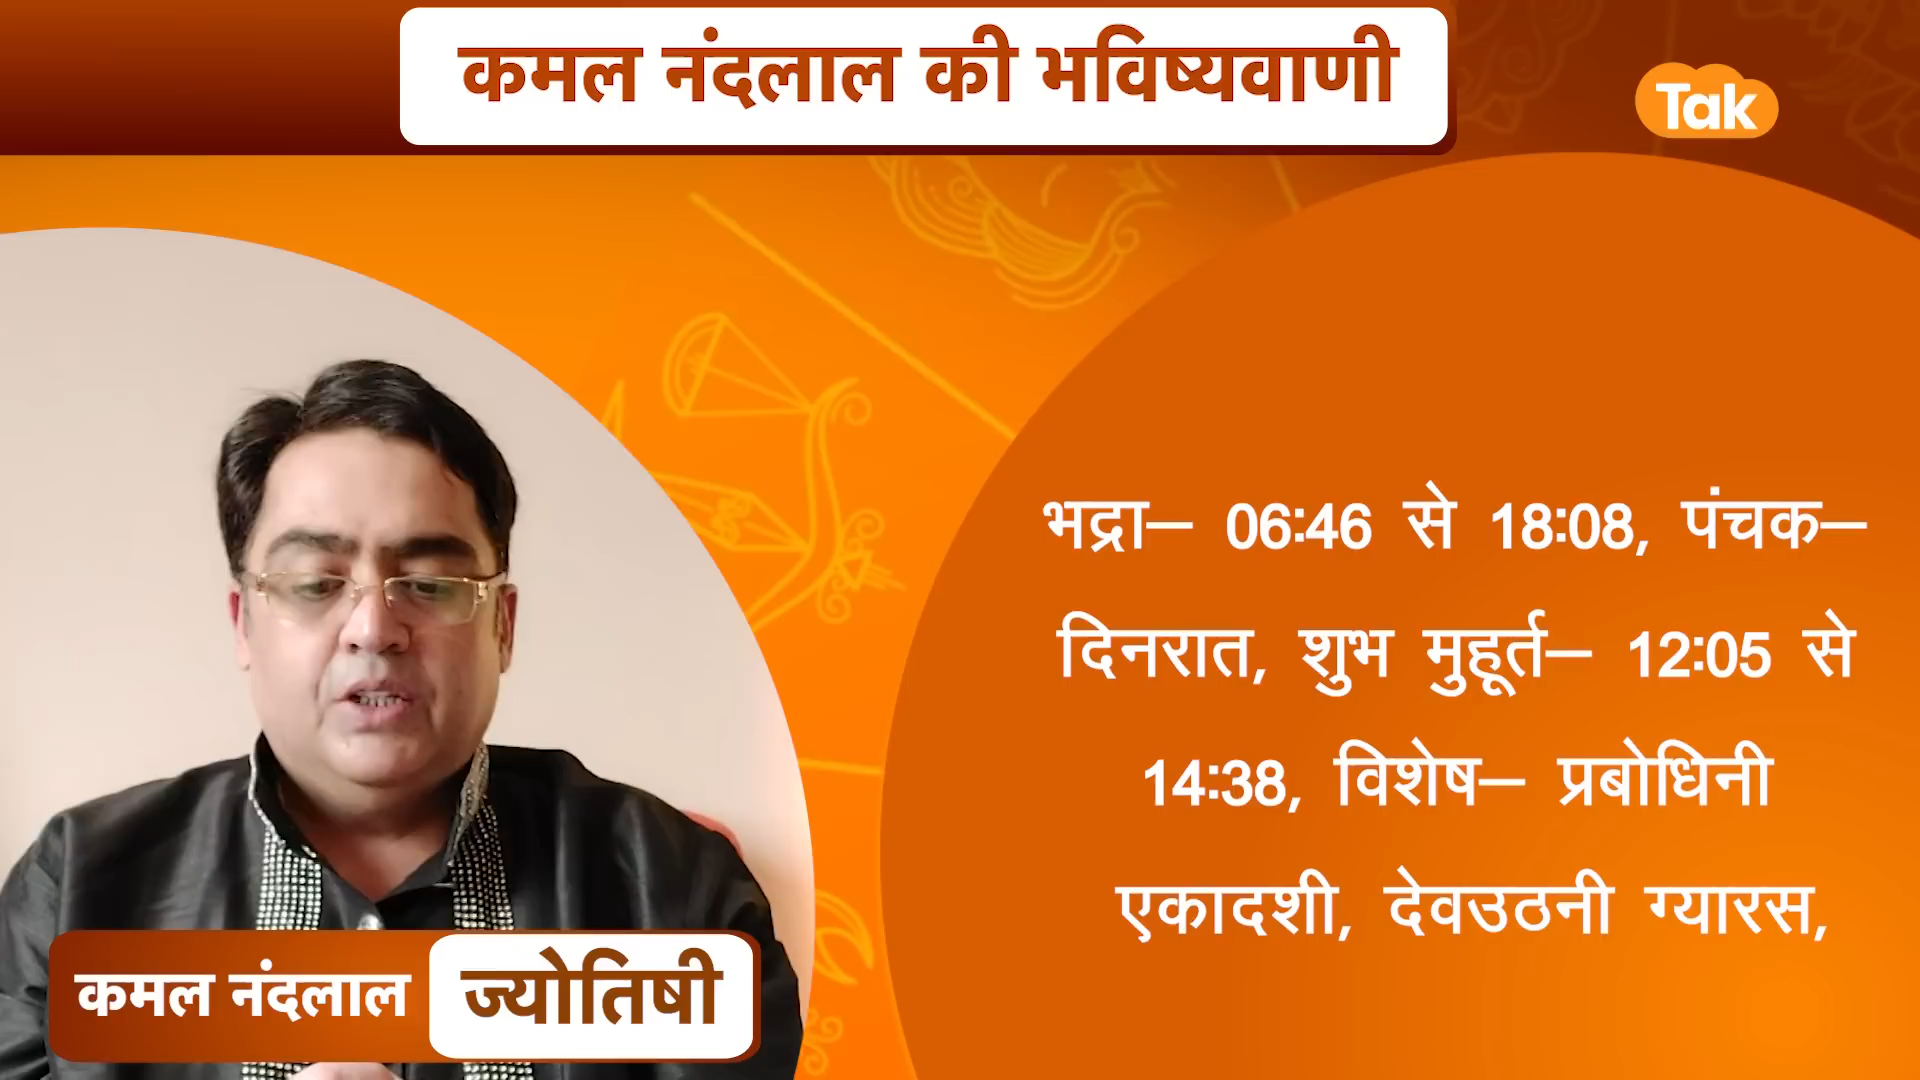 कमल नंदलाल की भविष्यवाणी
Tak
भद्रा– 06:46 से 18:08, पंचक–
दिनरात, शुभ मुहूर्त– 12:05 से
14:38, विशेष– प्रबोधिनी
एकादशी, देवउठनी ग्यारस,
कमल नंदलाल
ज्योतिषी